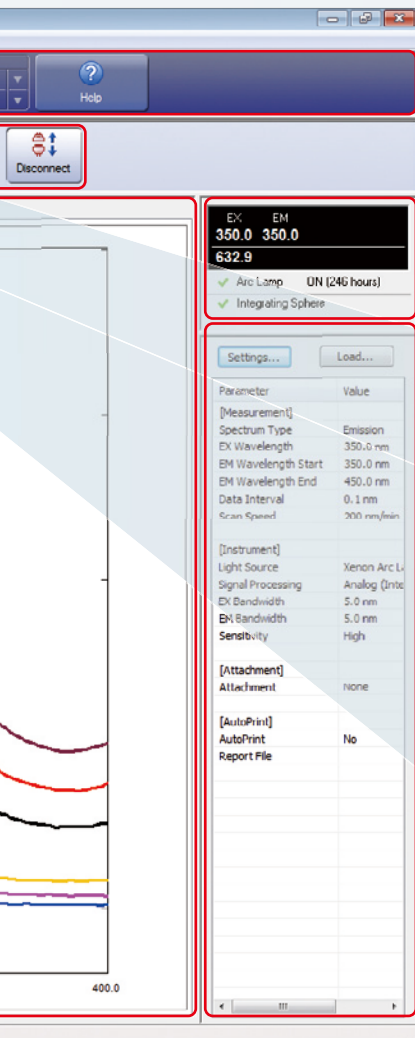 Help
Disconnect
EX EM
350.0 350.0
632.9
Arc Lamp ON (246 hours)
Integrating Sphere
Settings... Load...
Parameter Value
[Measurement]
Spectrum Type Emission
EX Wavelength 350.0 nm
EM Wavelength Start 350.0 nm
EM Wavelength End 450.0 nm
Data Interval 0.1 nm
Scan Speed 200 nm/min
[Instrument]
Light Source Xenon Arc L
Signal Processing Analog (Inte
EX Bandwidth 5.0 nm
EM Bandwidth 5.0 nm
Sensitivity High
[Attachment]
Attachment None
[AutoPrint]
AutoPrint No
Report File
400.0